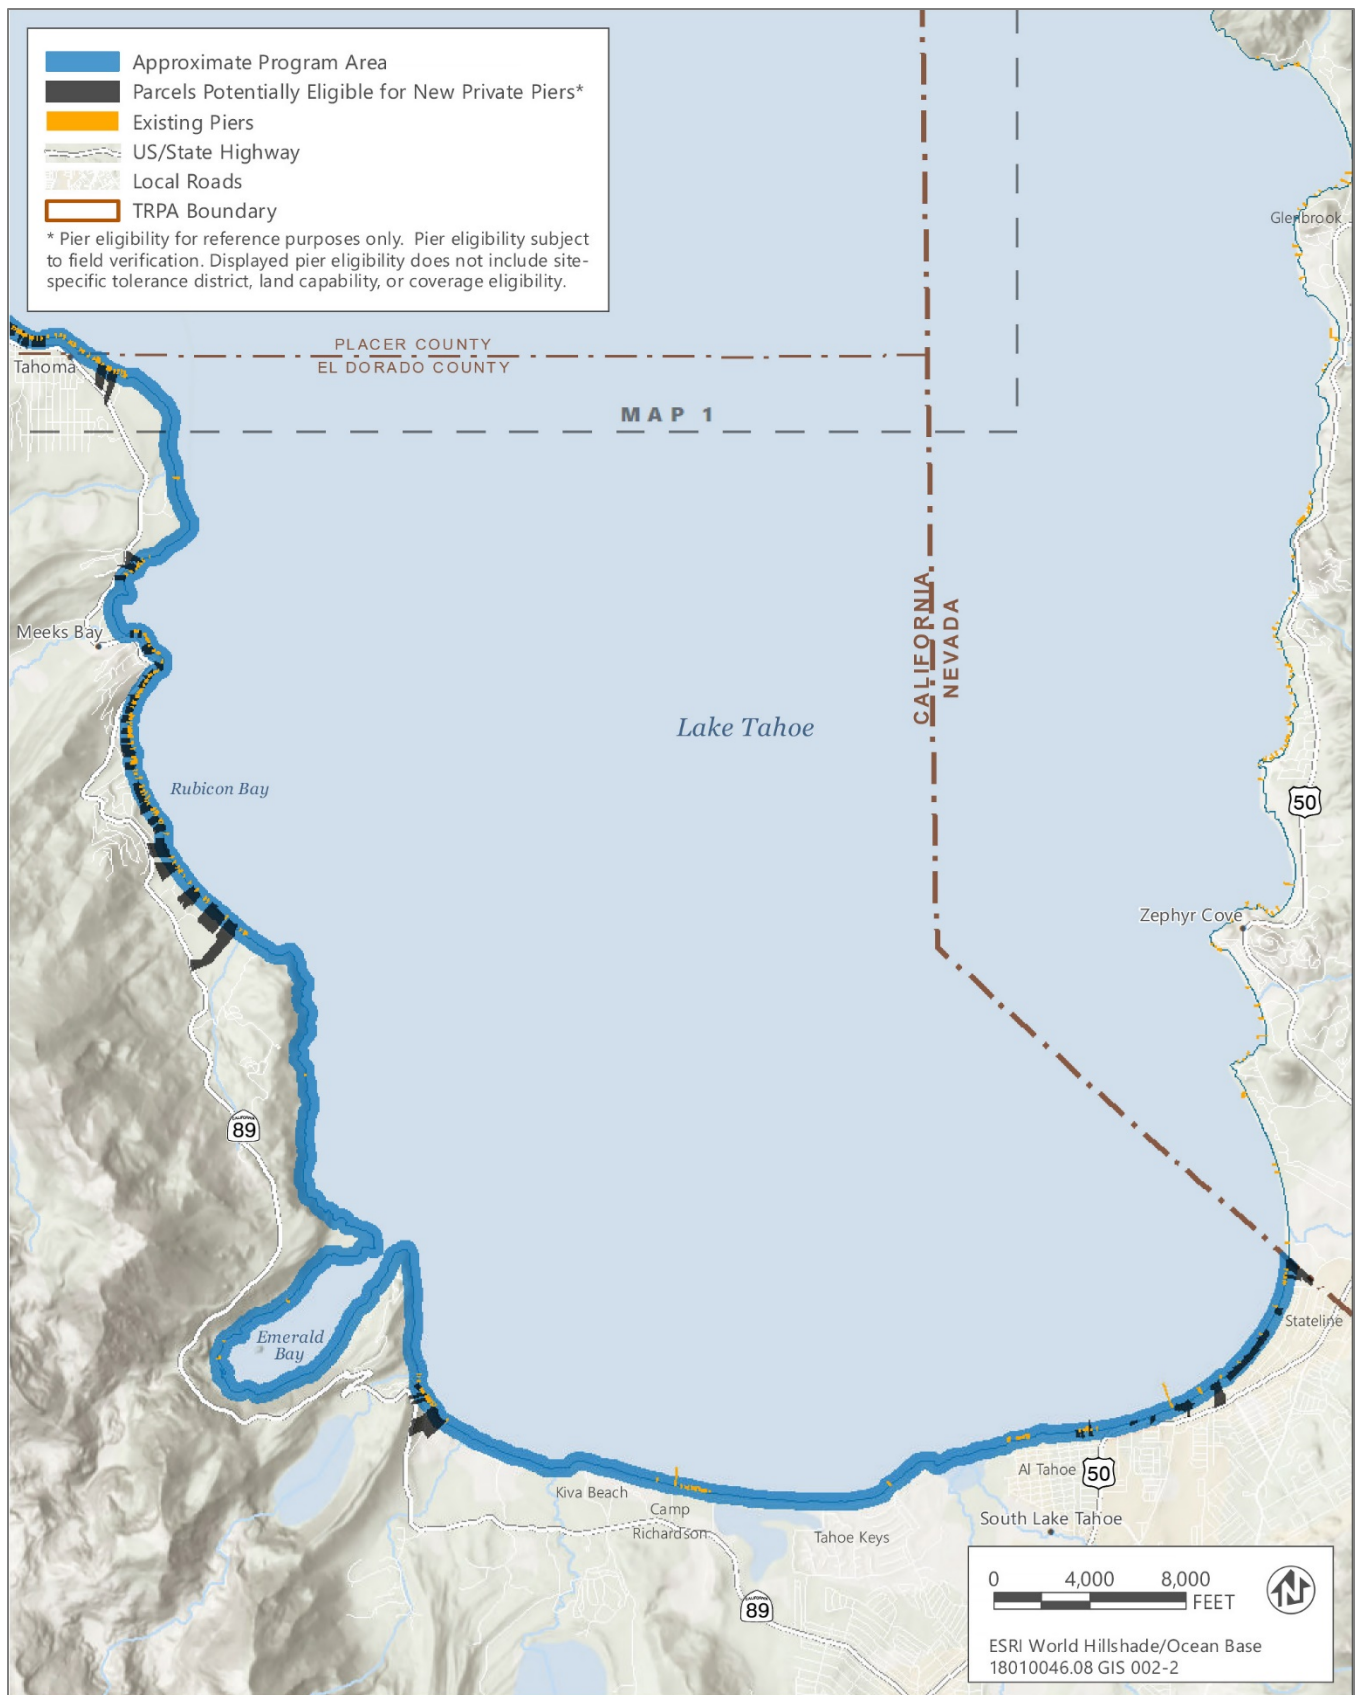 Approximate Program Area
Parcels Potentially Eligible for New Private Piers*
Existing Piers
US/State Highway
Local Roads
TRPA Boundary
* Pier eligibility for reference purposes only. Pier eligibility subject
to field verification. Displayed pier eligibility does not include site-
specific tolerance district, land capability, or coverage eligibility.
Glenbrook
PLACER COUNTY
EL DORADO COUNTY
Tahoma
MAP 1
CALIFORNIA
NEVADA
Meeks Bay
Lake Tahoe
Rubicon Bay
50
Zephyr Cove
CALIFORNIA
89
Stateline
Emerald
Bay
Al Tahoe
50
Kiva Beach
Camp
Richardson
South Lake Tahoe
Tahoe Keys
CALIFORNIA
89
0 4,000 8,000
FEET
N
ESRI World Hillshade/Ocean Base
18010046.08 GIS 002-2